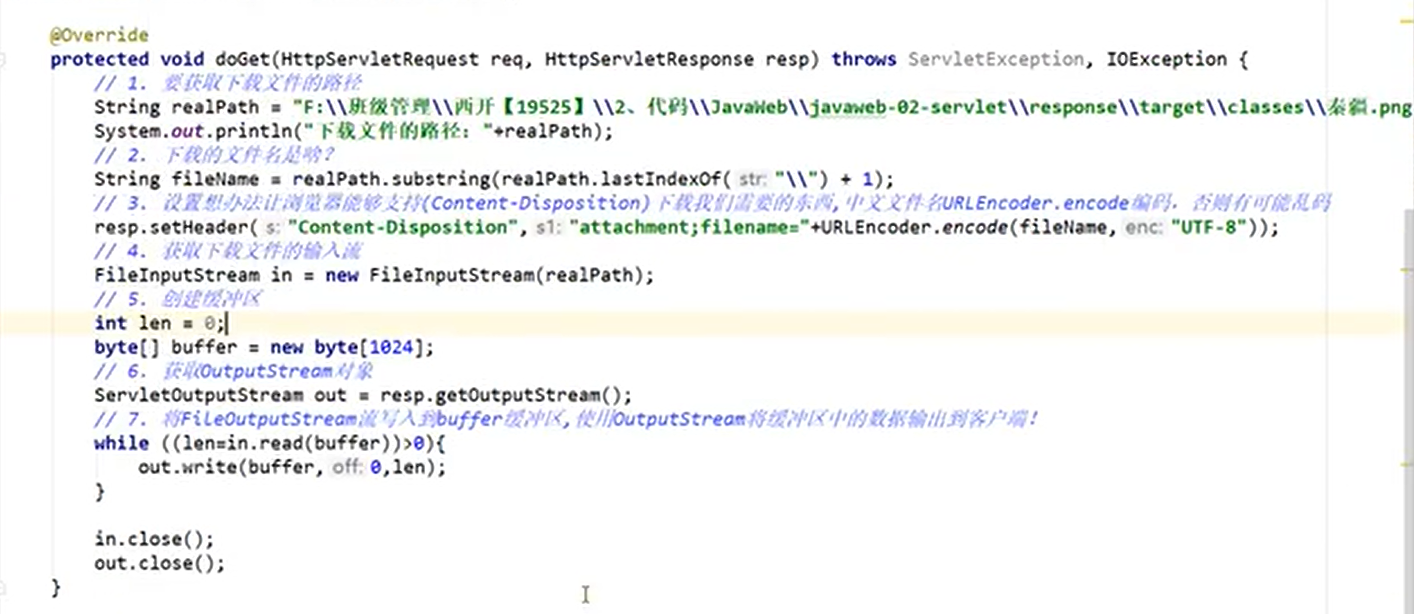 @Override
protected void doGet(HttpServletRequest req, HttpServletResponse resp) throws ServletException, IOException {
// 1. 要获取下载文件的路径
String realPath = "F:\\班级管理\\西开【19525】\\2、代码\\JavaWeb\\javaweb-02-servlet\\response\\target\\classes\\秦疆.png
System.out.println("下载文件的路径："+realPath);
// 2. 下载的文件名是啥？
String fileName = realPath.substring(realPath.lastIndexOf( str: "\\") + 1);
// 3. 设置想办法让浏览器能够支持(Content-Disposition)下载我们需要的东西,中文文件名URLEncoder.encode编码，否则有可能乱码
resp.setHeader( s: "Content-Disposition", s1: "attachment;filename="+URLEncoder.encode(fileName, enc: "UTF-8"));
// 4. 获取下载文件的输入流
FileInputStream in = new FileInputStream(realPath);
// 5. 创建缓冲区
int len = 0;
byte[] buffer = new byte[1024];
// 6. 获取OutputStream对象
ServletOutputStream out = resp.getOutputStream();
// 7. 将FileOutputStream流写入到buffer缓冲区,使用OutputStream将缓冲区中的数据输出到客户端！
while ((len=in.read(buffer))>0){
out.write(buffer, off: 0,len);
}
in.close();
out.close();
}